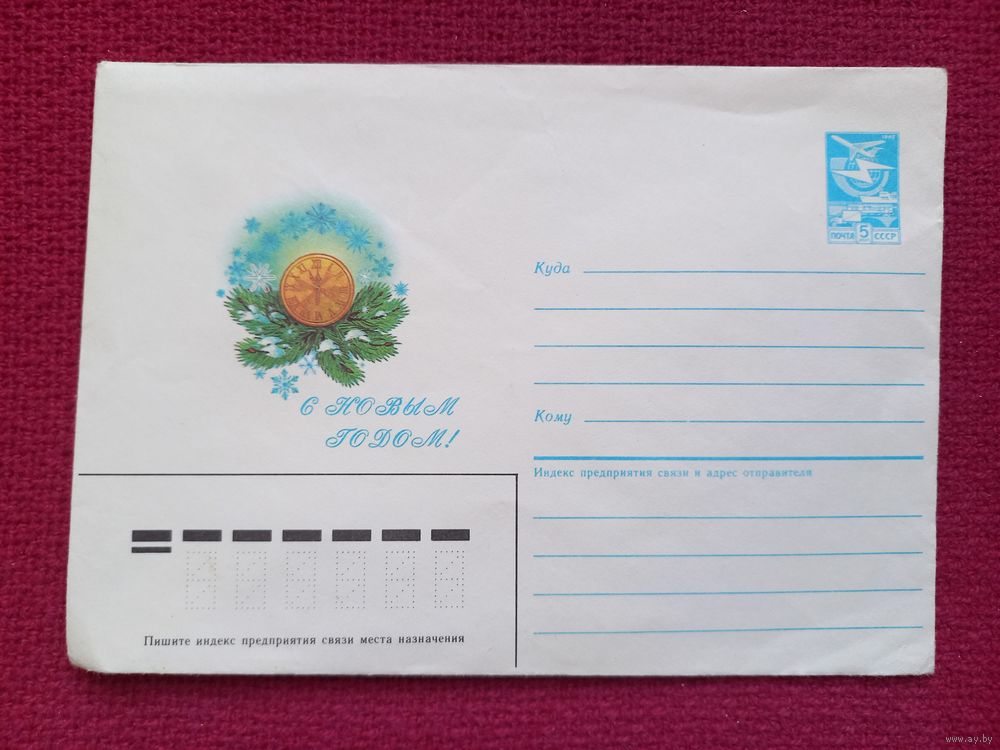 1982
ПОЧТА 5 СССР
С НОВЫМ
ГОДОМ!
Куда
Кому
Индекс предприятия связи и адрес отправителя
Пишите индекс предприятия связи места назначения
www.ay.by